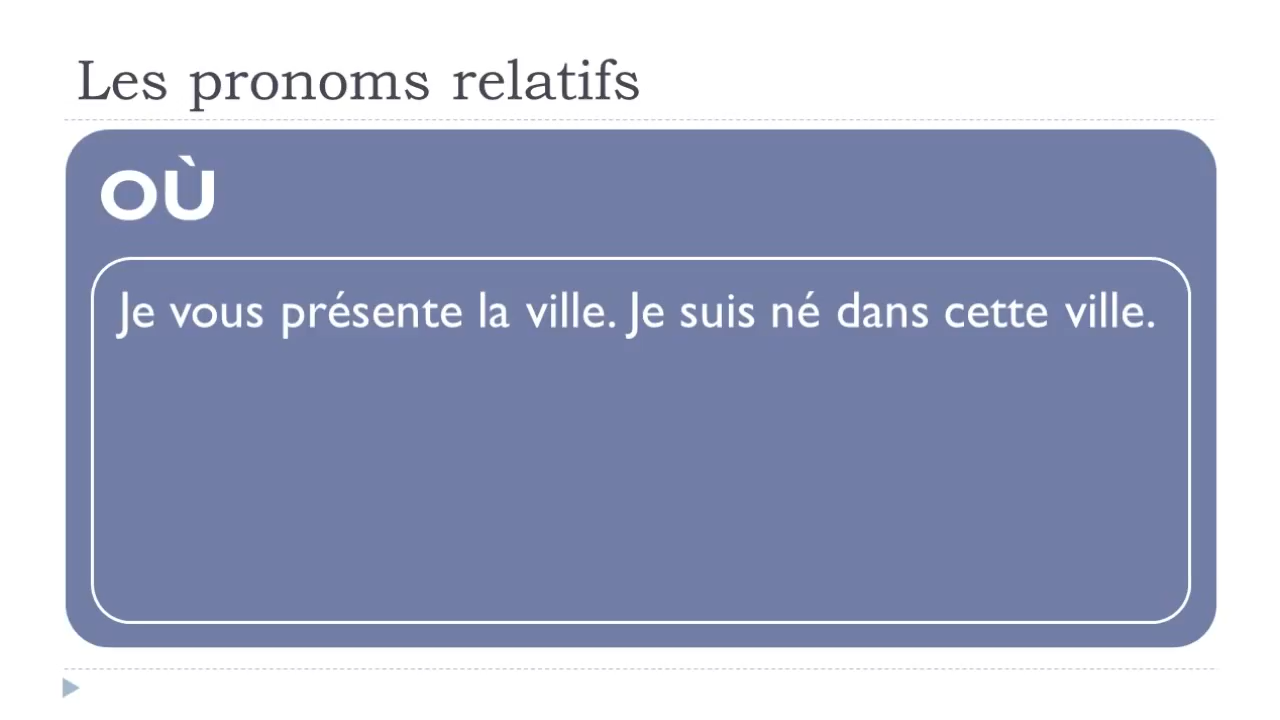 Les pronoms relatifs
OÙ
Je vous présente la ville. Je suis né dans cette ville.